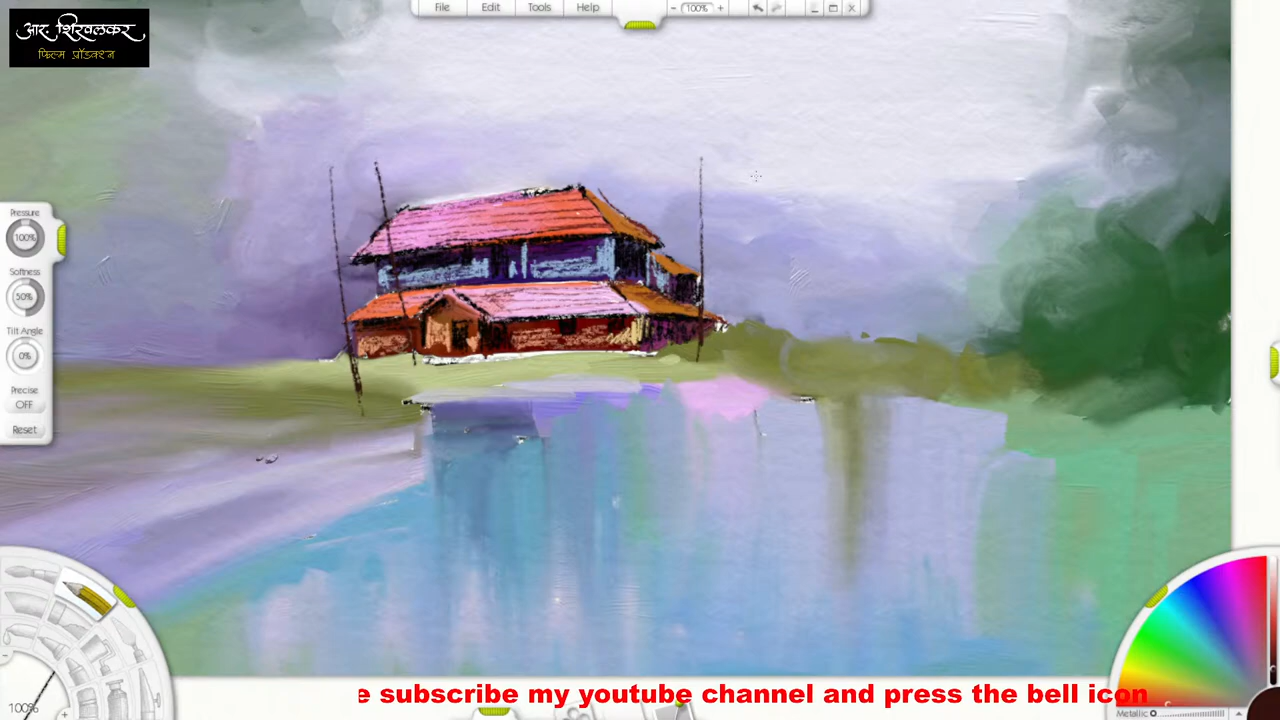 आर. शिरवलकर
फिल्म प्रॉडक्शन
File Edit Tools Help
100%
Pressure
100%
Softness
50%
Tilt Angle
0%
Precise
OFF
Reset
100%
Metallic
e subscribe my youtube channel and press the bell icon